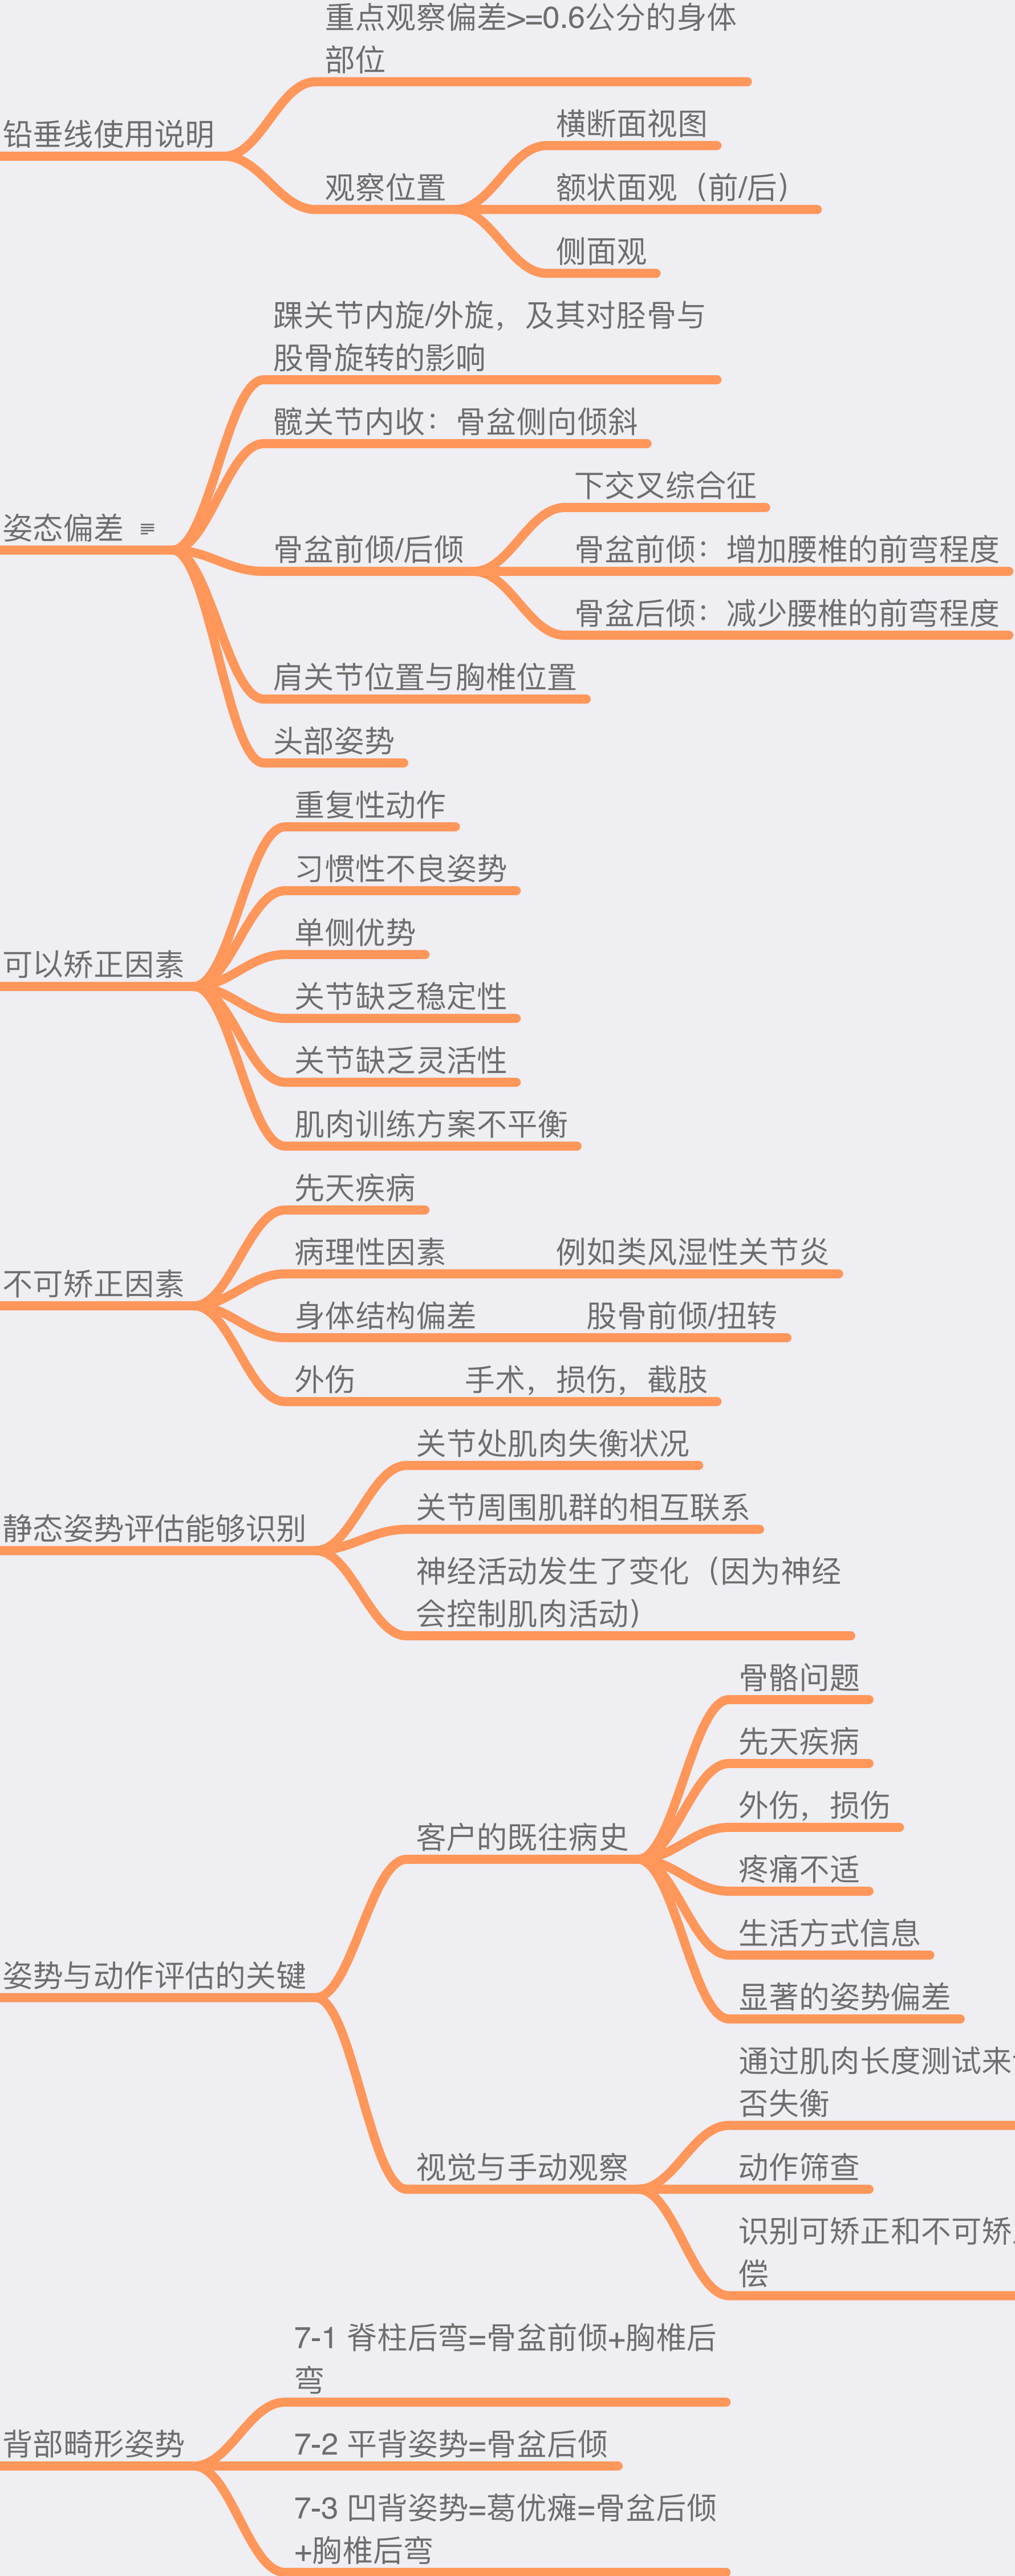 重点观察偏差>=0.6公分的身体
部位
铅垂线使用说明
横断面视图
观察位置
额状面观（前/后）
侧面观
踝关节内旋/外旋，及其对胫骨与
股骨旋转的影响
髋关节内收：骨盆侧向倾斜
下交叉综合征
姿态偏差
骨盆前倾/后倾
骨盆前倾：增加腰椎的前弯程度
骨盆后倾：减少腰椎的前弯程度
肩关节位置与胸椎位置
头部姿势
重复性动作
习惯性不良姿势
单侧优势
可以矫正因素
关节缺乏稳定性
关节缺乏灵活性
肌肉训练方案不平衡
先天疾病
病理性因素
例如类风湿性关节炎
不可矫正因素
身体结构偏差
股骨前倾/扭转
外伤
手术，损伤，截肢
关节处肌肉失衡状况
关节周围肌群的相互联系
静态姿势评估能够识别
神经活动发生了变化（因为神经
会控制肌肉活动）
骨骼问题
先天疾病
外伤，损伤
客户的既往病史
疼痛不适
生活方式信息
显著的姿势偏差
姿势与动作评估的关键
通过肌肉长度测试来
否失衡
视觉与手动观察
动作筛查
识别可矫正和不可矫
偿
7-1 脊柱后弯=骨盆前倾+胸椎后
弯
背部畸形姿势
7-2 平背姿势=骨盆后倾
7-3 凹背姿势=葛优瘫=骨盆后倾
+胸椎后弯